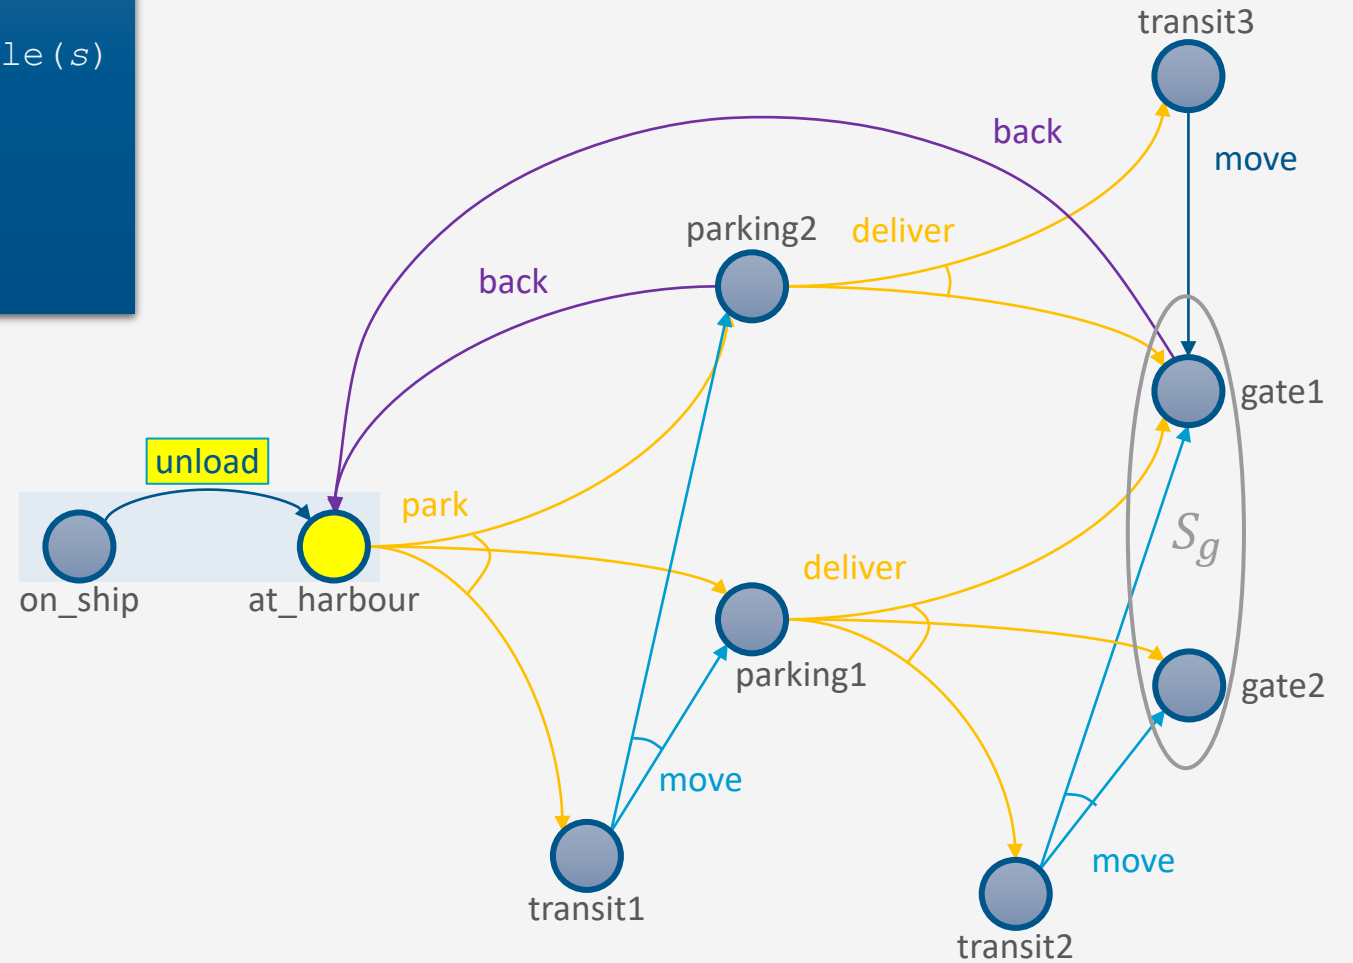 le(s)
transit3
back
move
parking2
deliver
back
gate1
unload
park
S_g
deliver
on_ship
at_harbour
parking1
gate2
move
move
transit1
transit2